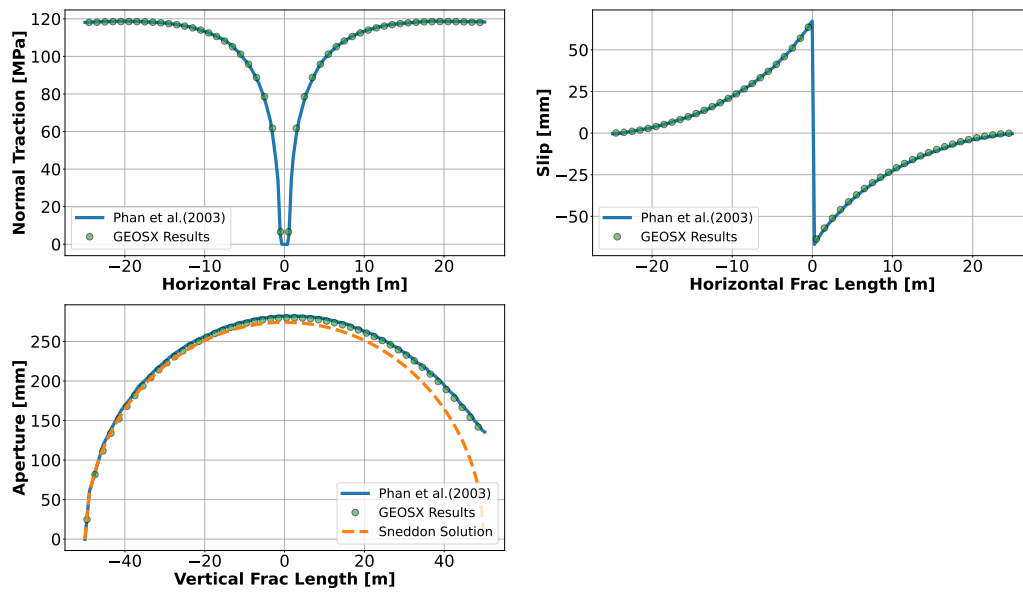 Normal Traction [MPa]
120
100
80
60
40
20
0
Phan et al.(2003)
GEOSX Results
−20 −10 0 10 20
Horizontal Frac Length [m]
Slip [mm]
50
25
0
−25
−50
Phan et al.(2003)
GEOSX Results
−20 −10 0 10 20
Horizontal Frac Length [m]
Aperture [mm]
250
200
150
100
50
0
Phan et al.(2003)
GEOSX Results
Sneddon Solution
−40 −20 0 20 40
Vertical Frac Length [m]